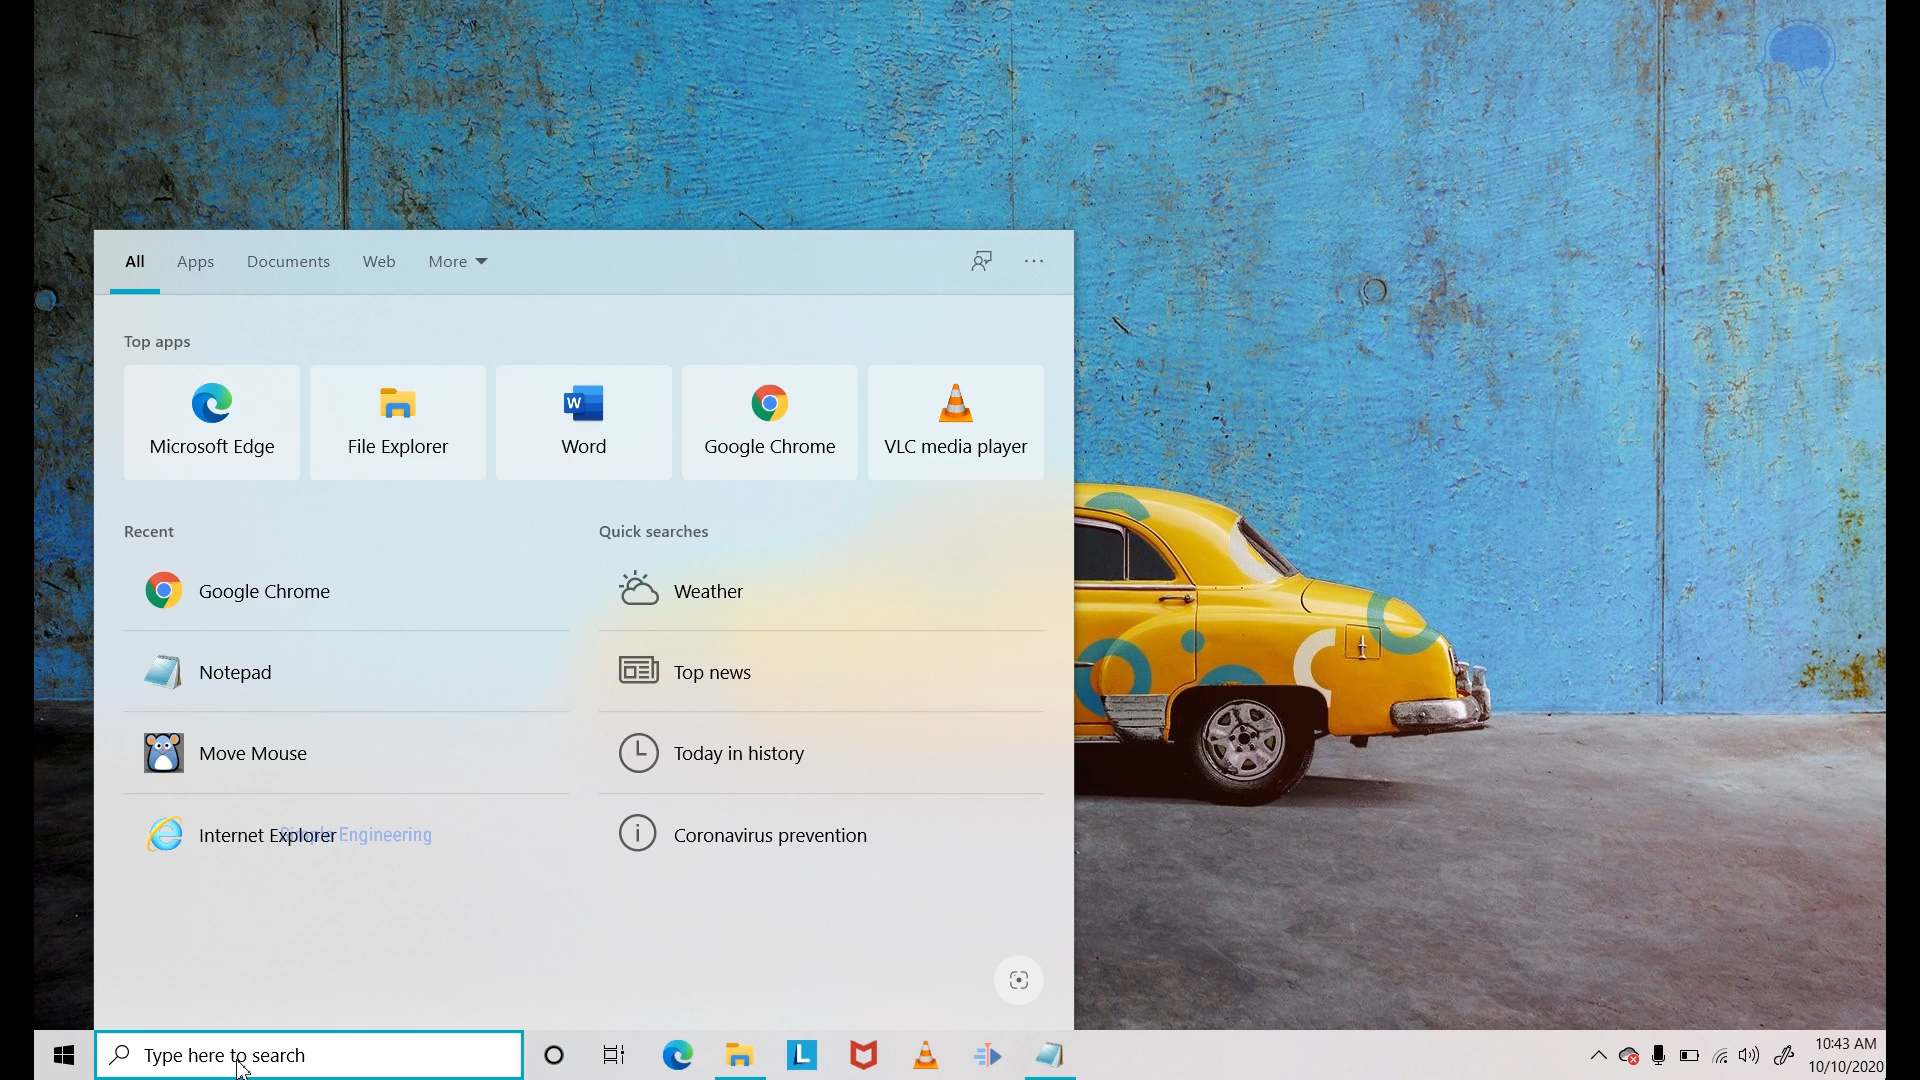 All Apps Documents Web More
Top apps
Microsoft Edge File Explorer Word Google Chrome VLC media player
Recent Quick searches
Google Chrome Weather
Notepad Top news
Move Mouse Today in history
Internet Explorer Coronavirus prevention
Simple Engineering
Type here to search
10:43 AM
10/10/2020